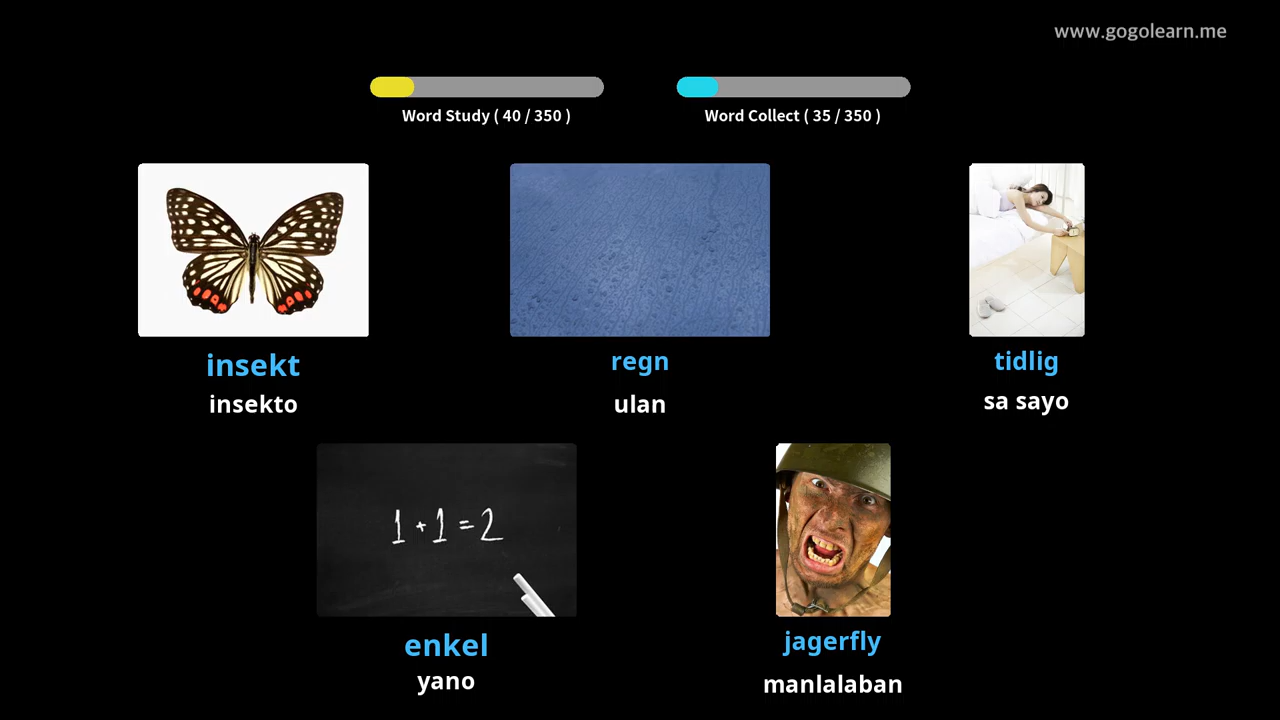 www.gogolearn.me
Word Study ( 40 / 350 )
Word Collect ( 35 / 350 )
insekt
insekto
regn
ulan
tidlig
sa sayo
1 + 1 = 2
enkel
yano
jagerfly
manlalaban